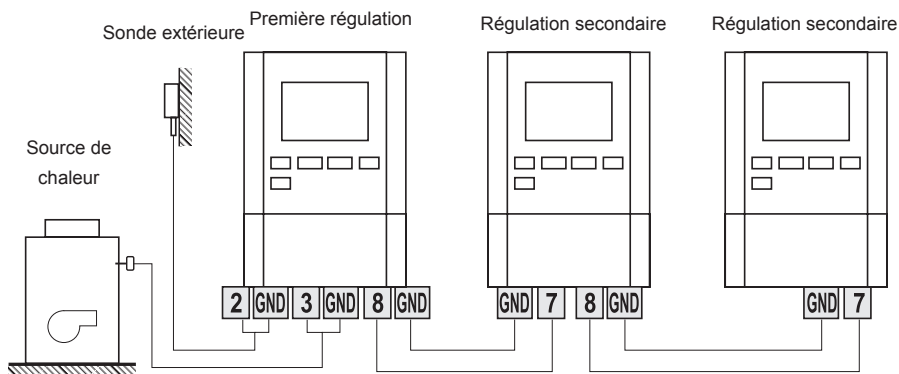 Première régulation
Régulation secondaire
Régulation secondaire
Sonde extérieure
Source de
chaleur
2 GND 3 GND 8 GND
GND 7 8 GND
GND 7